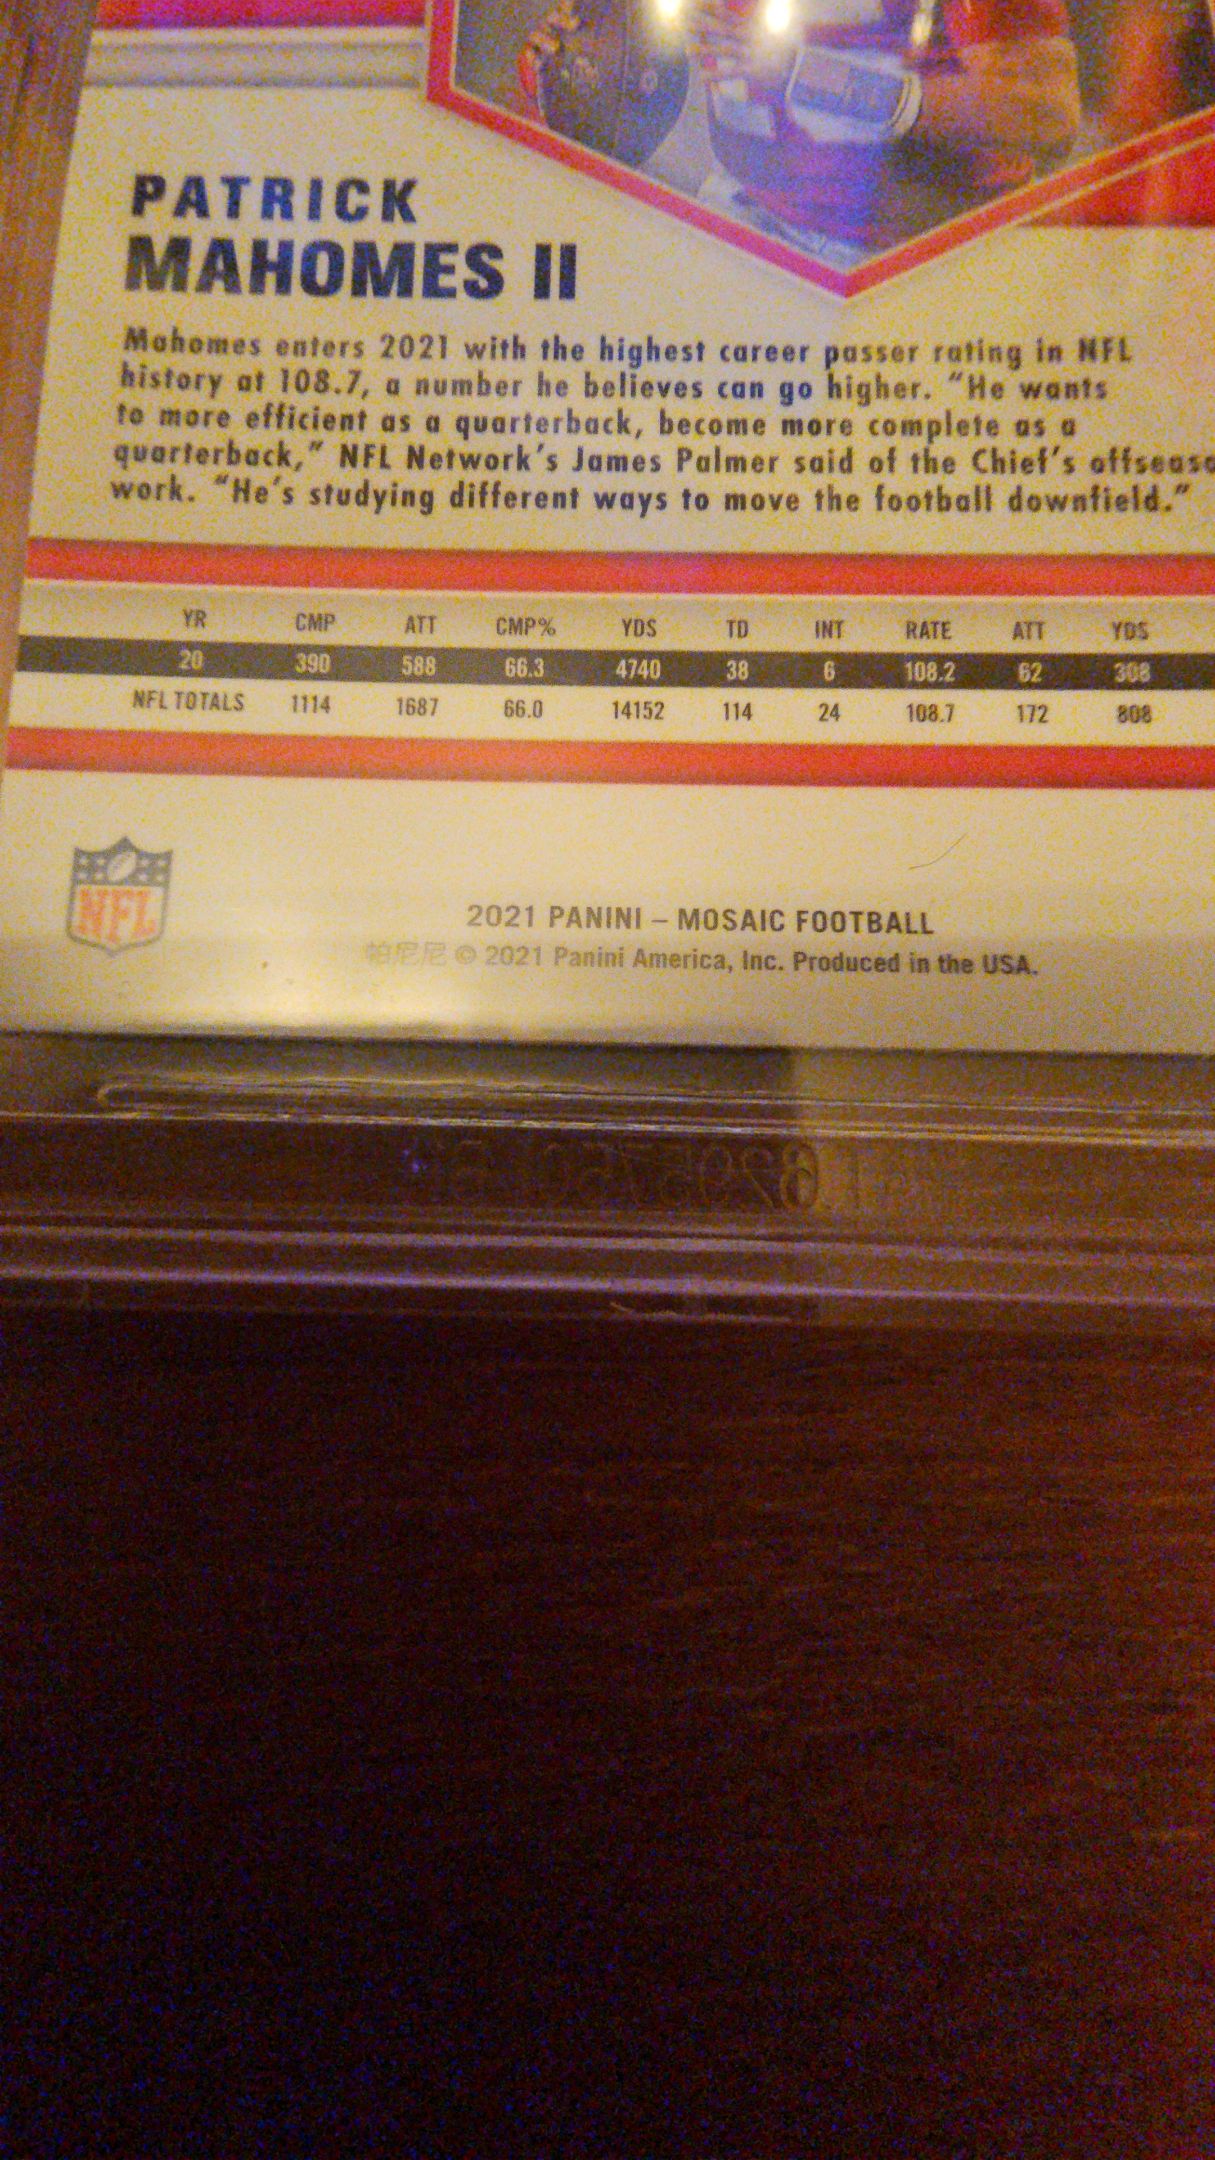 PATRICK
MAHOMES II
Mahomes enters 2021 with the highest career passer rating in NFL
history at 108.7, a number he believes can go higher. “He wants
to more efficient as a quarterback, become more complete as a
quarterback,” NFL Network’s James Palmer said of the Chief’s offseaso
work. “He’s studying different ways to move the football downfield.”
YR CMP ATT CMP% YDS TD INT RATE ATT YDS
20 390 588 66.3 4740 38 6 108.2 62 308
NFL TOTALS 1114 1687 66.0 14152 114 24 108.7 172 808
NFL
2021 PANINI – MOSAIC FOOTBALL
帕尼尼 © 2021 Panini America, Inc. Produced in the USA.